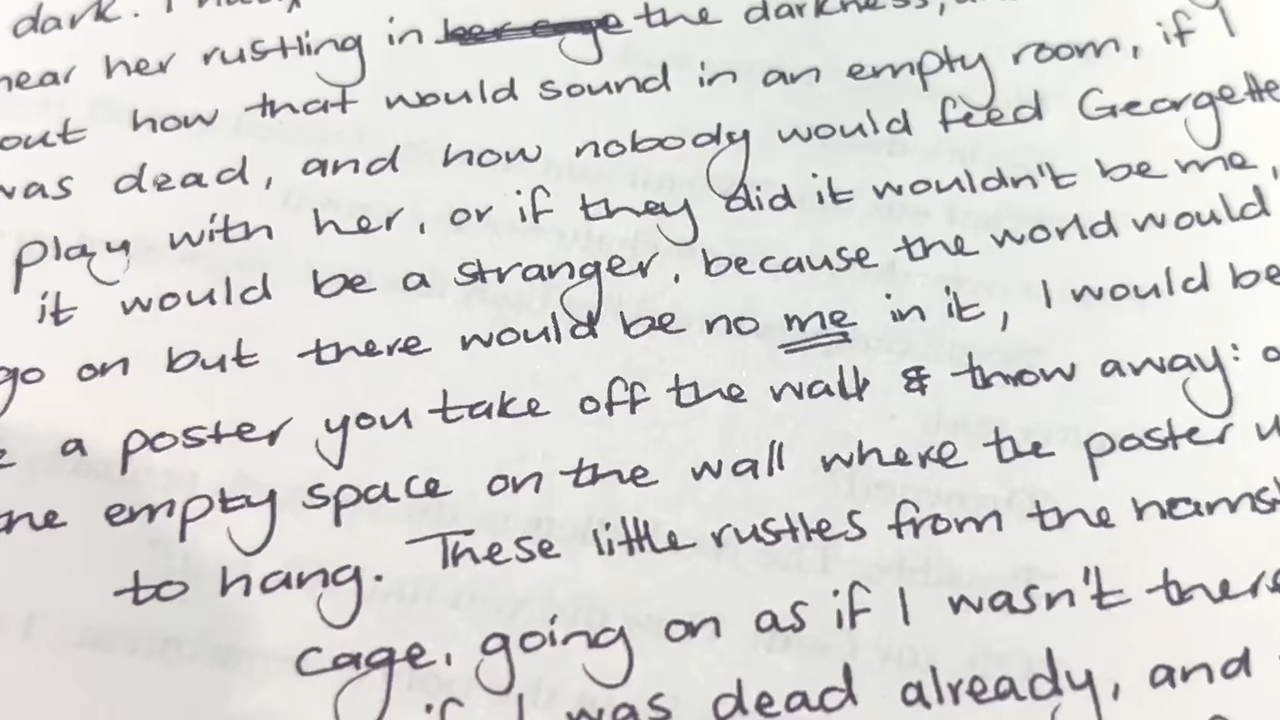 dark. I
hear her rustling in her cage the darkness,
out how that would sound in an empty room, if I
was dead, and how nobody would feed Georgette
play with her, or if they did it wouldn't be me,
it would be a stranger, because the world would
go on but there would be no me in it, I would be
a poster you take off the wall & throw away:
empty space on the wall where the poster
to hang. These little rustles from the
cage, going on as if I wasn't there
if I was dead already, and